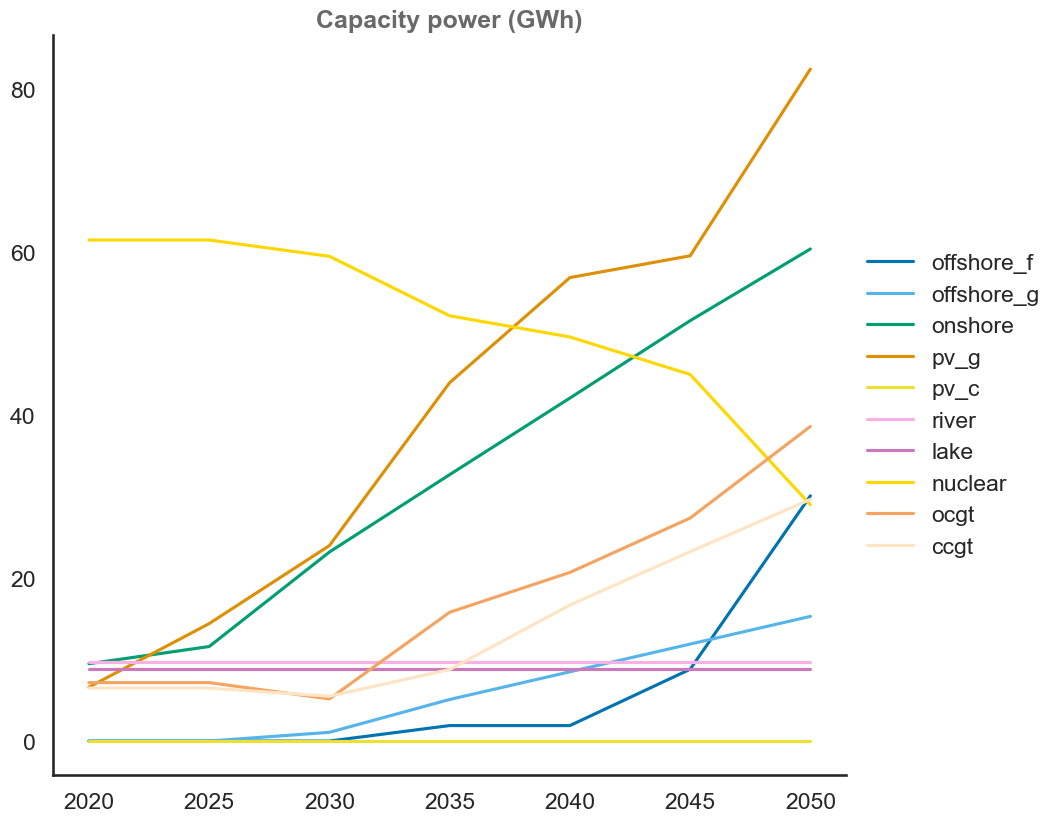 Capacity power (GWh)
80
60
40
20
0
2020 2025 2030 2035 2040 2045 2050
offshore_f
offshore_g
onshore
pv_g
pv_c
river
lake
nuclear
ocgt
ccgt